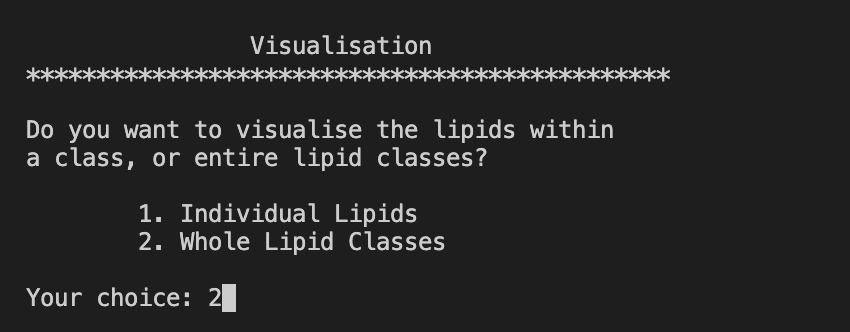 Visualisation
**********************************************
Do you want to visualise the lipids within
a class, or entire lipid classes?
1. Individual Lipids
2. Whole Lipid Classes
Your choice: 2